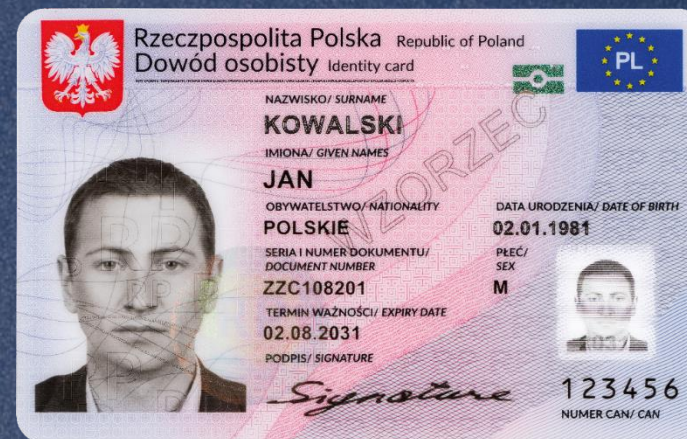 Rzeczpospolita Polska Republic of Poland
Dowód osobisty Identity card
PL
NAZWISKO/ SURNAME
KOWALSKI
IMIONA/ GIVEN NAMES
JAN
OBYWATELSTWO/ NATIONALITY
POLSKIE
DATA URODZENIA/ DATE OF BIRTH
02.01.1981
SERIA I NUMER DOKUMENTU/
DOCUMENT NUMBER
ZZC108201
PŁEĆ/
SEX
M
TERMIN WAŻNOŚCI/ EXPIRY DATE
02.08.2031
PODPIS/ SIGNATURE
Signature
123456
NUMER CAN/ CAN
WZORZEC